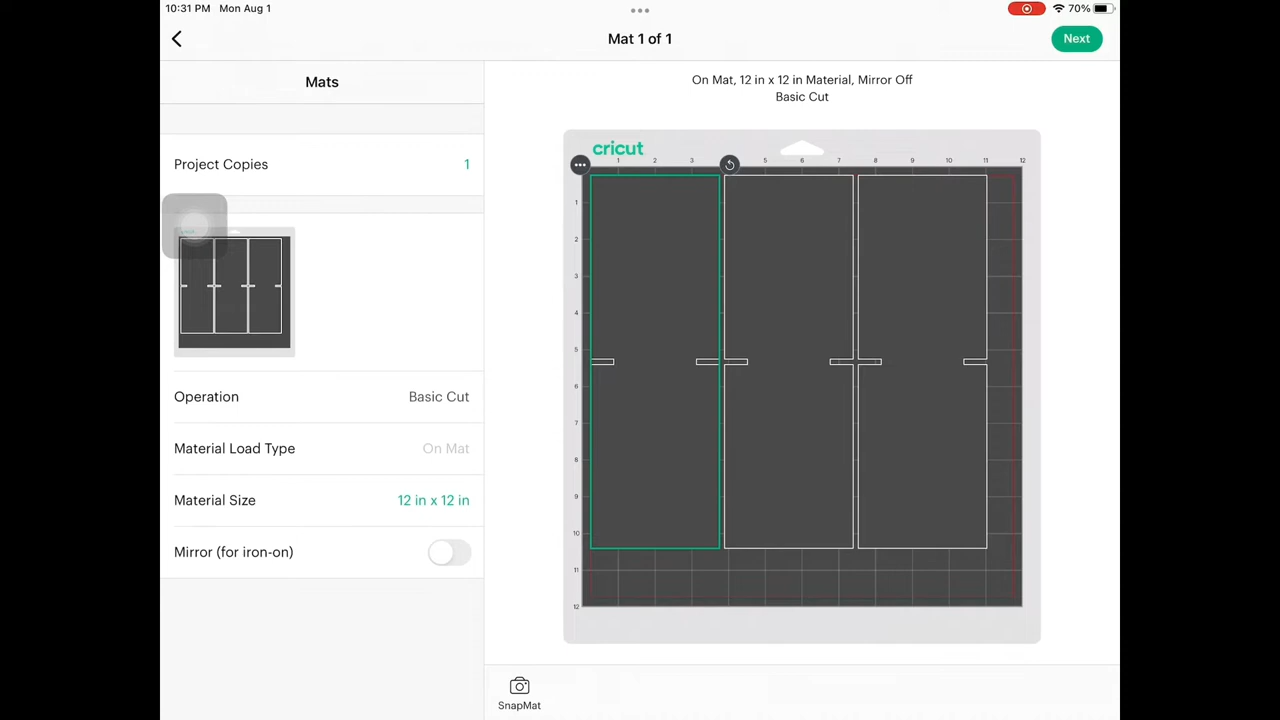 10:31 PM Mon Aug 1
70%
Mat 1 of 1
Next
Mats
On Mat, 12 in x 12 in Material, Mirror Off
Basic Cut
Project Copies 1
cricut
1 2 3 5 6 7 8 9 10 11 12
1
2
3
4
5
6
7
8
9
10
11
12
Operation Basic Cut
Material Load Type On Mat
Material Size 12 in x 12 in
Mirror (for iron-on)
SnapMat